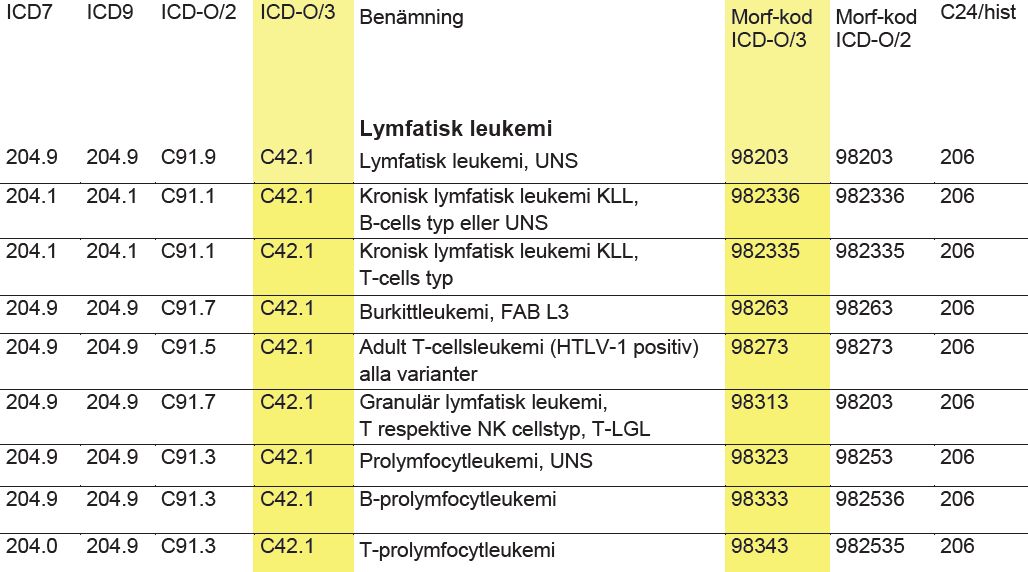 ICD7 ICD9 ICD-O/2 ICD-O/3 Benämning Morf-kod ICD-O/3 Morf-kod ICD-O/2 C24/hist
Lymfatisk leukemi
204.9 204.9 C91.9 C42.1 Lymfatisk leukemi, UNS 98203 98203 206
204.1 204.1 C91.1 C42.1 Kronisk lymfatisk leukemi KLL, 982336 982336 206
B-cells typ eller UNS
204.1 204.1 C91.1 C42.1 Kronisk lymfatisk leukemi KLL, 982335 982335 206
T-cells typ
204.9 204.9 C91.7 C42.1 Burkittleukemi, FAB L3 98263 98263 206
204.9 204.9 C91.5 C42.1 Adult T-cellsleukemi (HTLV-1 positiv) 98273 98273 206
alla varianter
204.9 204.9 C91.7 C42.1 Granulär lymfatisk leukemi, 98313 98203 206
T respektive NK cellstyp, T-LGL
204.9 204.9 C91.3 C42.1 Prolymfocytleukemi, UNS 98323 98253 206
204.9 204.9 C91.3 C42.1 B-prolymfocytleukemi 98333 982536 206
204.0 204.9 C91.3 C42.1 T-prolymfocytleukemi 98343 982535 206